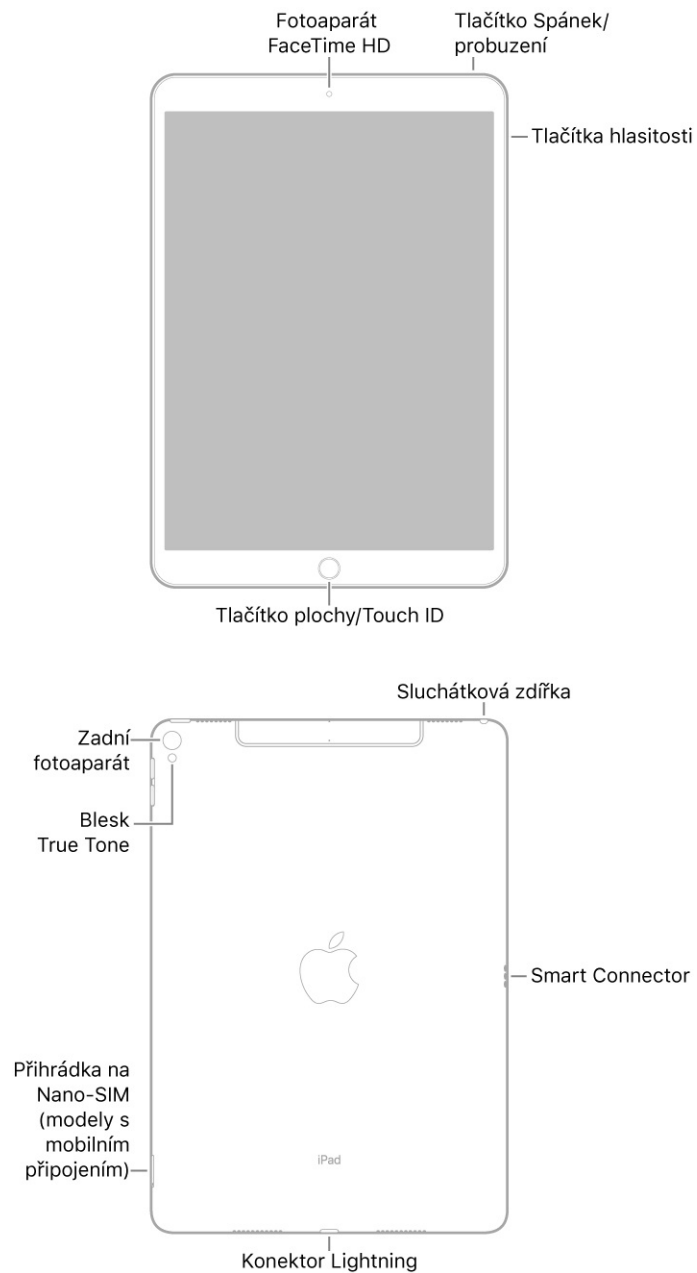 Fotoaparát
FaceTime HD
Tlačítko Spánek/
probuzení
Tlačítka hlasitosti
Tlačítko plochy/Touch ID
Sluchátková zdířka
Zadní
fotoaparát
Blesk
True Tone
Smart Connector
Přihrádka na
Nano-SIM
(modely s
mobilním
připojením)
iPad
Konektor Lightning